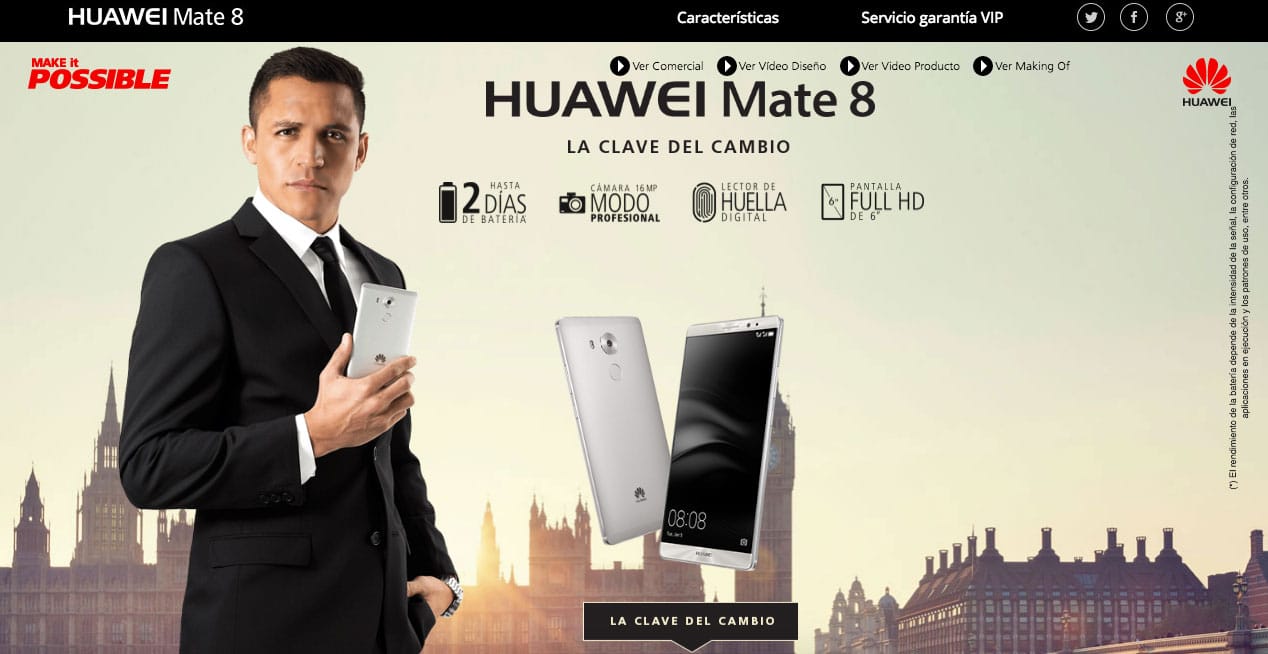 HUAWEI Mate 8
Características
Servicio garantía VIP
g+
MAKE it
POSSIBLE
Ver Comercial
Ver Vídeo Diseño
Ver Video Producto
Ver Making Of
HUAWEI
HUAWEI Mate 8
LA CLAVE DEL CAMBIO
HASTA
2 DÍAS
DE BATERÍA
CÁMARA 16MP
MODO
PROFESIONAL
LECTOR DE
HUELLA
DIGITAL
6"
PANTALLA
FULL HD
DE 6"
(*) El rendimiento de la batería depende de la intensidad de la señal, la configuración de red, las
aplicaciones en ejecución y los patrones de uso, entre otros.
08:08
HUAWEI
LA CLAVE DEL CAMBIO